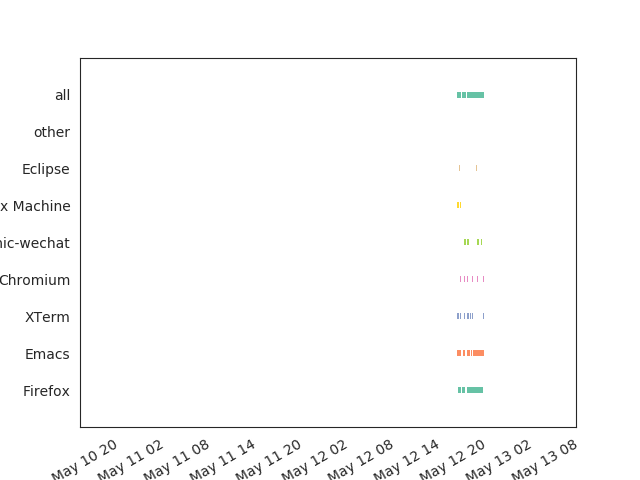 all
other
Eclipse
x Machine
nic-wechat
Chromium
XTerm
Emacs
Firefox
May 10 20
May 11 02
May 11 08
May 11 14
May 11 20
May 12 02
May 12 08
May 12 14
May 12 20
May 13 02
May 13 08